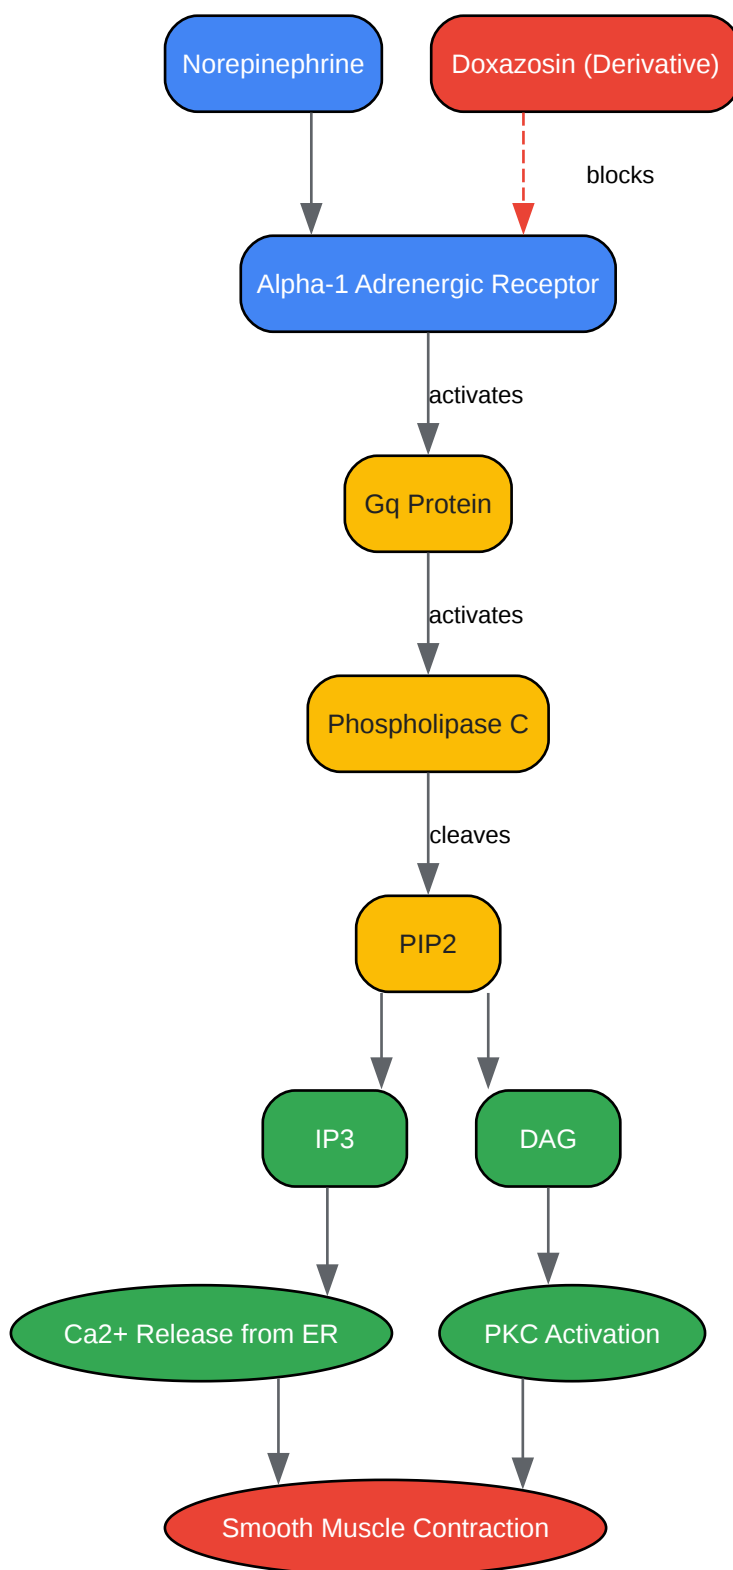 Norepinephrine
Doxazosin (Derivative)
blocks
Alpha-1 Adrenergic Receptor
activates
Gq Protein
activates
Phospholipase C
cleaves
PIP2
IP3
DAG
Ca2+ Release from ER
PKC Activation
Smooth Muscle Contraction